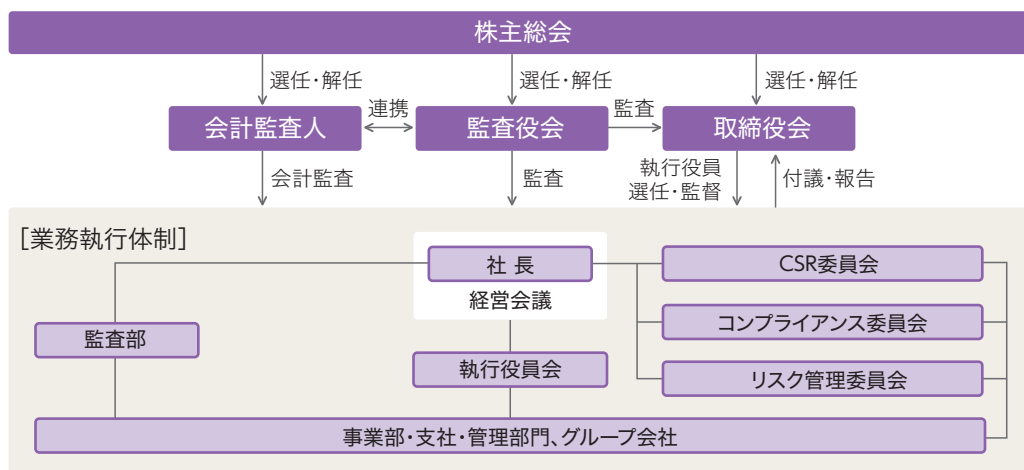 株主総会
選任・解任
選任・解任
選任・解任
会計監査人
連携
監査役会
監査
取締役会
会計監査
監査
執行役員
選任・監督
付議・報告
[業務執行体制]
社 長
経営会議
CSR委員会
コンプライアンス委員会
監査部
執行役員会
リスク管理委員会
事業部・支社・管理部門、グループ会社